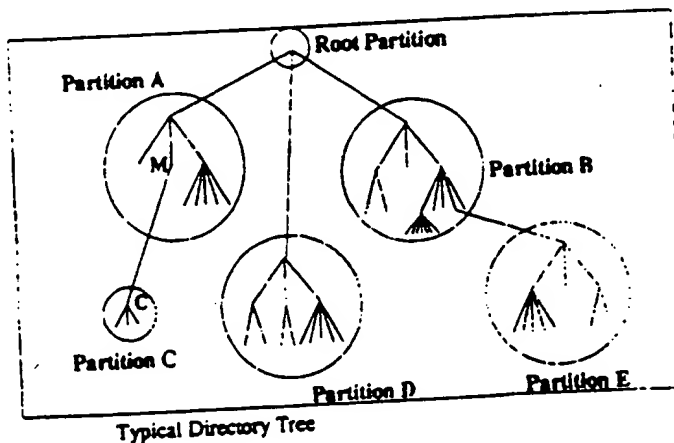 Root Partition
Partition A
M
Partition B
C
Partition C
Partition D
Partition E
Typical Directory Tree